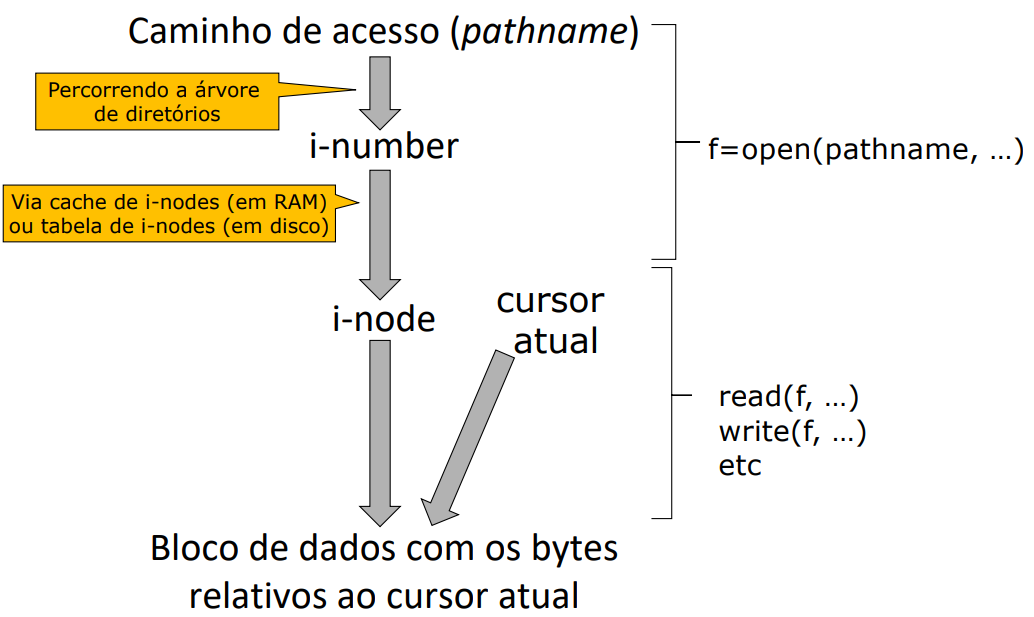 Caminho de acesso (pathname)
Percorrendo a árvore
de diretórios
i-number
f=open(pathname, …)
Via cache de i-nodes (em RAM)
ou tabela de i-nodes (em disco)
i-node
cursor
atual
read(f, …)
write(f, …)
etc
Bloco de dados com os bytes
relativos ao cursor atual